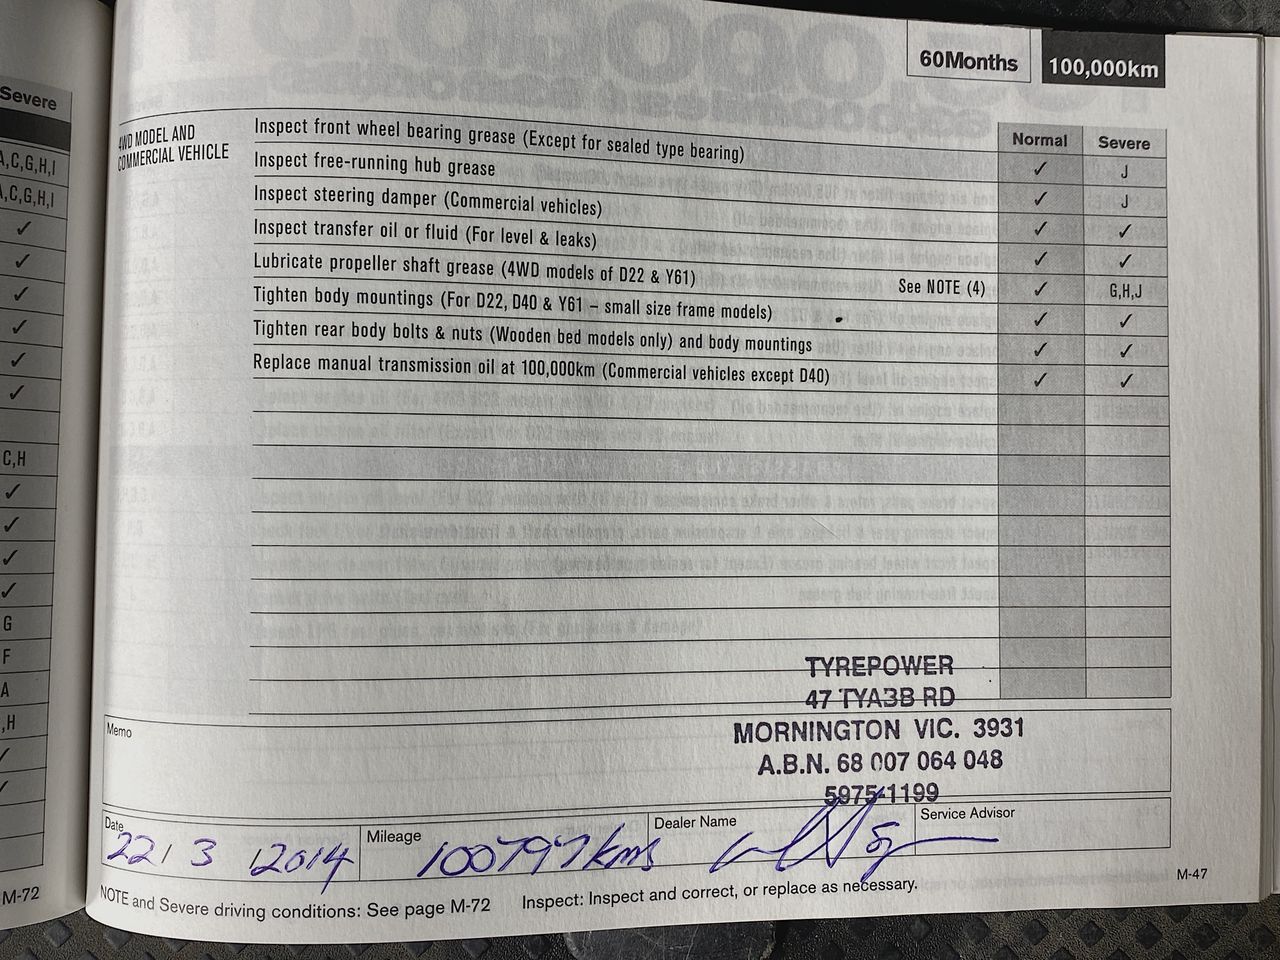 60Months 100,000km
Severe
A,C,G,H,I
A,C,G,H,I
✓
✓
✓
✓
✓
✓
C,H
✓
✓
✓
✓
G
F
A
,H
✓
✓
M-72
4WD MODEL AND
COMMERCIAL VEHICLE
Normal Severe
Inspect front wheel bearing grease (Except for sealed type bearing) ✓ J
Inspect free-running hub grease ✓ J
Inspect steering damper (Commercial vehicles) ✓ ✓
Inspect transfer oil or fluid (For level & leaks) ✓ ✓
Lubricate propeller shaft grease (4WD models of D22 & Y61) See NOTE (4) ✓ G,H,J
Tighten body mountings (For D22, D40 & Y61 – small size frame models) ✓ ✓
Tighten rear body bolts & nuts (Wooden bed models only) and body mountings ✓ ✓
Replace manual transmission oil at 100,000km (Commercial vehicles except D40) ✓ ✓
TYREPOWER
47 TYABB RD
MORNINGTON VIC. 3931
A.B.N. 68 007 064 048
5975-1199
Memo
Date 22/3/2014
Mileage 100797kms
Dealer Name
Service Advisor
NOTE and Severe driving conditions: See page M-72 Inspect: Inspect and correct, or replace as necessary.
M-47